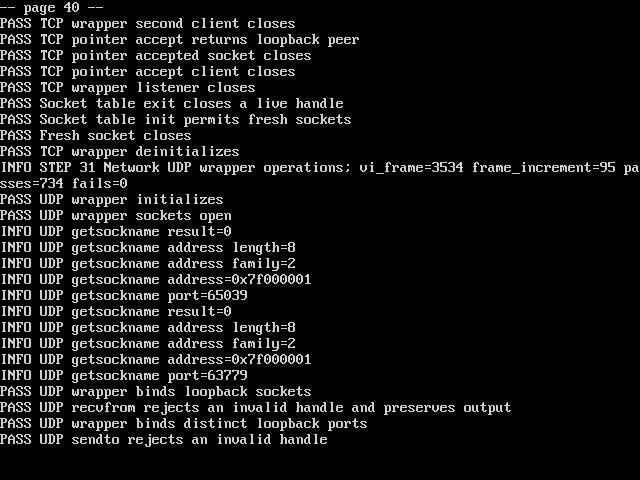 -- page 40 --
PASS TCP wrapper second client closes
PASS TCP pointer accept returns loopback peer
PASS TCP pointer accepted socket closes
PASS TCP pointer accept client closes
PASS TCP wrapper listener closes
PASS Socket table exit closes a live handle
PASS Socket table init permits fresh sockets
PASS Fresh socket closes
PASS TCP wrapper deinitializes
INFO STEP 31 Network UDP wrapper operations; vi_frame=3534 frame_increment=95 pa
sses=734 fails=0
PASS UDP wrapper initializes
PASS UDP wrapper sockets open
INFO UDP getsockname result=0
INFO UDP getsockname address length=8
INFO UDP getsockname address family=2
INFO UDP getsockname address=0x7f000001
INFO UDP getsockname port=65039
INFO UDP getsockname result=0
INFO UDP getsockname address length=8
INFO UDP getsockname address family=2
INFO UDP getsockname address=0x7f000001
INFO UDP getsockname port=63779
PASS UDP wrapper binds loopback sockets
PASS UDP recvfrom rejects an invalid handle and preserves output
PASS UDP wrapper binds distinct loopback ports
PASS UDP sendto rejects an invalid handle